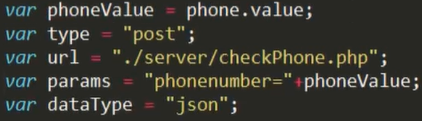 var phoneValue = phone.value;
var type = "post";
var url = "./server/checkPhone.php";
var params = "phonenumber="+phoneValue;
var dataType = "json";